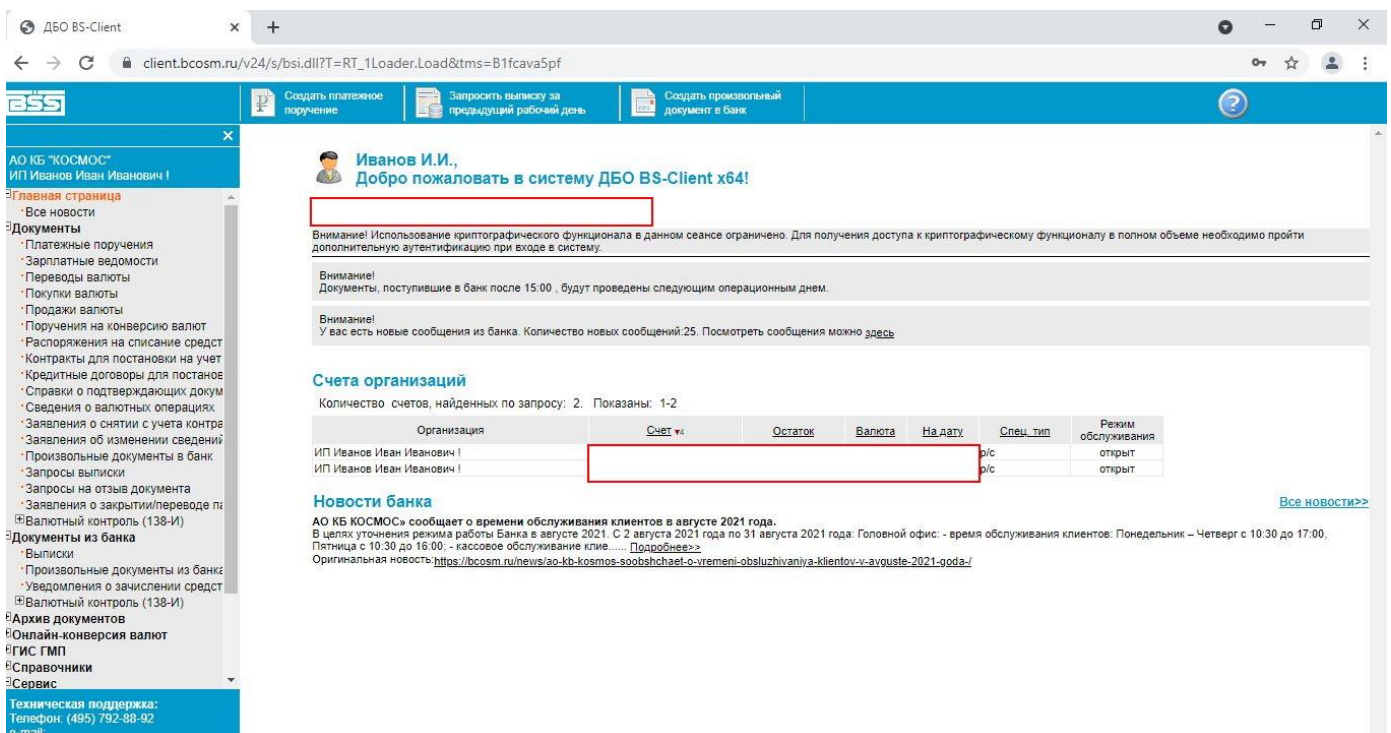 ДБО BS-Client
client.bcosm.ru/v24/s/bsi.dll?T=RT_1Loader.Load&tms=B1fcava5pf
BSS
Создать платежное
поручение
Запросить выписку за
предыдущий рабочий день
Создать произвольный
документ в банк
АО КБ "КОСМОС"
ИП Иванов Иван Иванович !
Главная страница
Все новости
Документы
Платежные поручения
Зарплатные ведомости
Переводы валюты
Покупки валюты
Продажи валюты
Поручения на конверсию валют
Распоряжения на списание средст
Контракты для постановки на учет
Кредитные договоры для постанов
Справки о подтверждающих докум
Сведения о валютных операциях
Заявления о снятии с учета контра
Заявления об изменении сведений
Произвольные документы в банк
Запросы выписки
Запросы на отзыв документа
Заявления о закрытии/переводе па
Валютный контроль (138-И)
Документы из банка
Выписки
Произвольные документы из банка
Уведомления о зачислении средст
Валютный контроль (138-И)
Архив документов
Онлайн-конверсия валют
ГИС ГМП
Справочники
Сервис
Техническая поддержка:
Телефон: (495) 792-88-92
e-mail:
Иванов И.И.,
Добро пожаловать в систему ДБО BS-Client x64!
Внимание! Использование криптографического функционала в данном сеансе ограничено. Для получения доступа к криптографическому функционалу в полном объеме необходимо пройти
дополнительную аутентификацию при входе в систему.
Внимание!
Документы, поступившие в банк после 15:00 , будут проведены следующим операционным днем.
Внимание!
У вас есть новые сообщения из банка. Количество новых сообщений:25. Посмотреть сообщения можно здесь
Счета организаций
Количество счетов, найденных по запросу: 2. Показаны: 1-2
Организация Счет Остаток Валюта На дату Спец. тип Режим обслуживания
ИП Иванов Иван Иванович ! р/с открыт
ИП Иванов Иван Иванович ! р/с открыт
Новости банка Все новости>>
АО КБ КОСМОС» сообщает о времени обслуживания клиентов в августе 2021 года.
В целях уточнения режима работы Банка в августе 2021. С 2 августа 2021 года по 31 августа 2021 года: Головной офис: - время обслуживания клиентов: Понедельник – Четверг с 10:30 до 17:00,
Пятница с 10:30 до 16:00; - кассовое обслуживание клие...... Подробнее>>
Оригинальная новость:https://bcosm.ru/news/ao-kb-kosmos-soobshchaet-o-vremeni-obsluzhivaniya-klientov-v-avguste-2021-goda-/